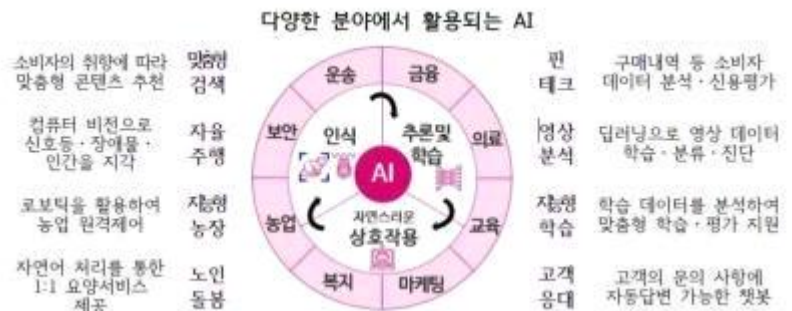 다양한 분야에서 활용되는 AI
소비자의 취향에 따라
맞춤형 콘텐츠 추천
맞춤형
검색
컴퓨터 비전으로
신호등·장애물·
인간을 지각
자율
주행
로보틱을 활용하여
농업 원격제어
지능형
농장
자연어 처리를 통한
1:1 요양서비스
제공
노인
돌봄
운송
금융
보안
의료
농업
교육
복지
마케팅
인식
추론및
학습
AI
자연스러운
상호작용
핀
테크
구매내역 등 소비자
데이터 분석·신용평가
영상
분석
딥러닝으로 영상 데이터
학습·분류·진단
지능형
학습
학습 데이터를 분석하여
맞춤형 학습·평가 지원
고객
응대
고객의 문의 사항에
자동답변 가능한 챗봇